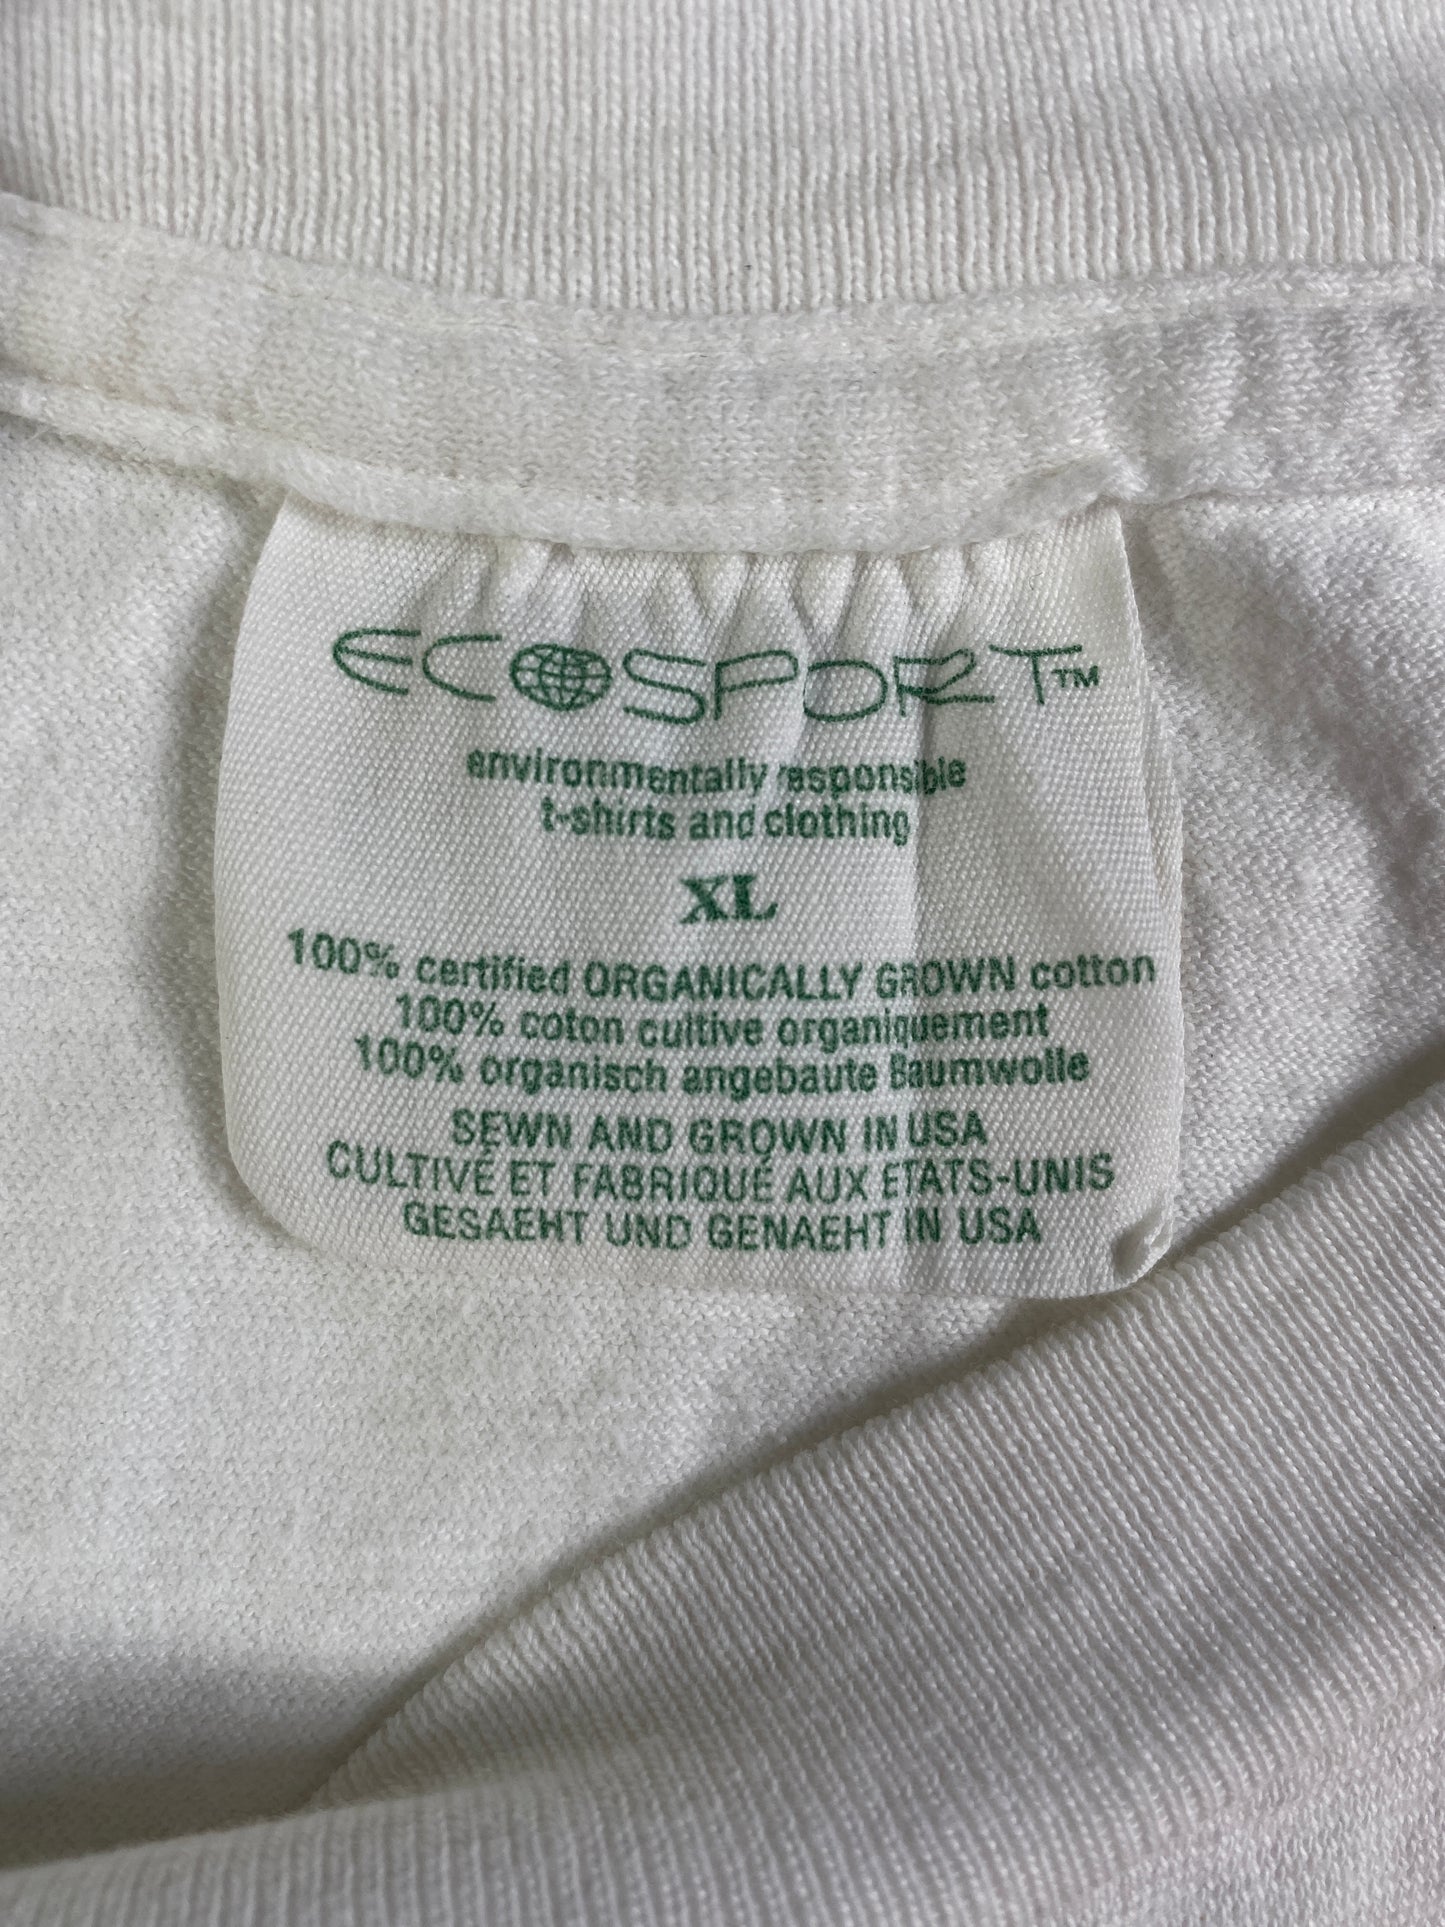 ECOSPORT™
environmentally responsible
t-shirts and clothing
XL
100% certified ORGANICALLY GROWN cotton
100% coton cultive organiquement
100% organisch angebaute Baumwolle
SEWN AND GROWN IN USA
CULTIVÉ ET FABRIQUÉ AUX ETATS-UNIS
GESAEHT UND GENAEHT IN USA